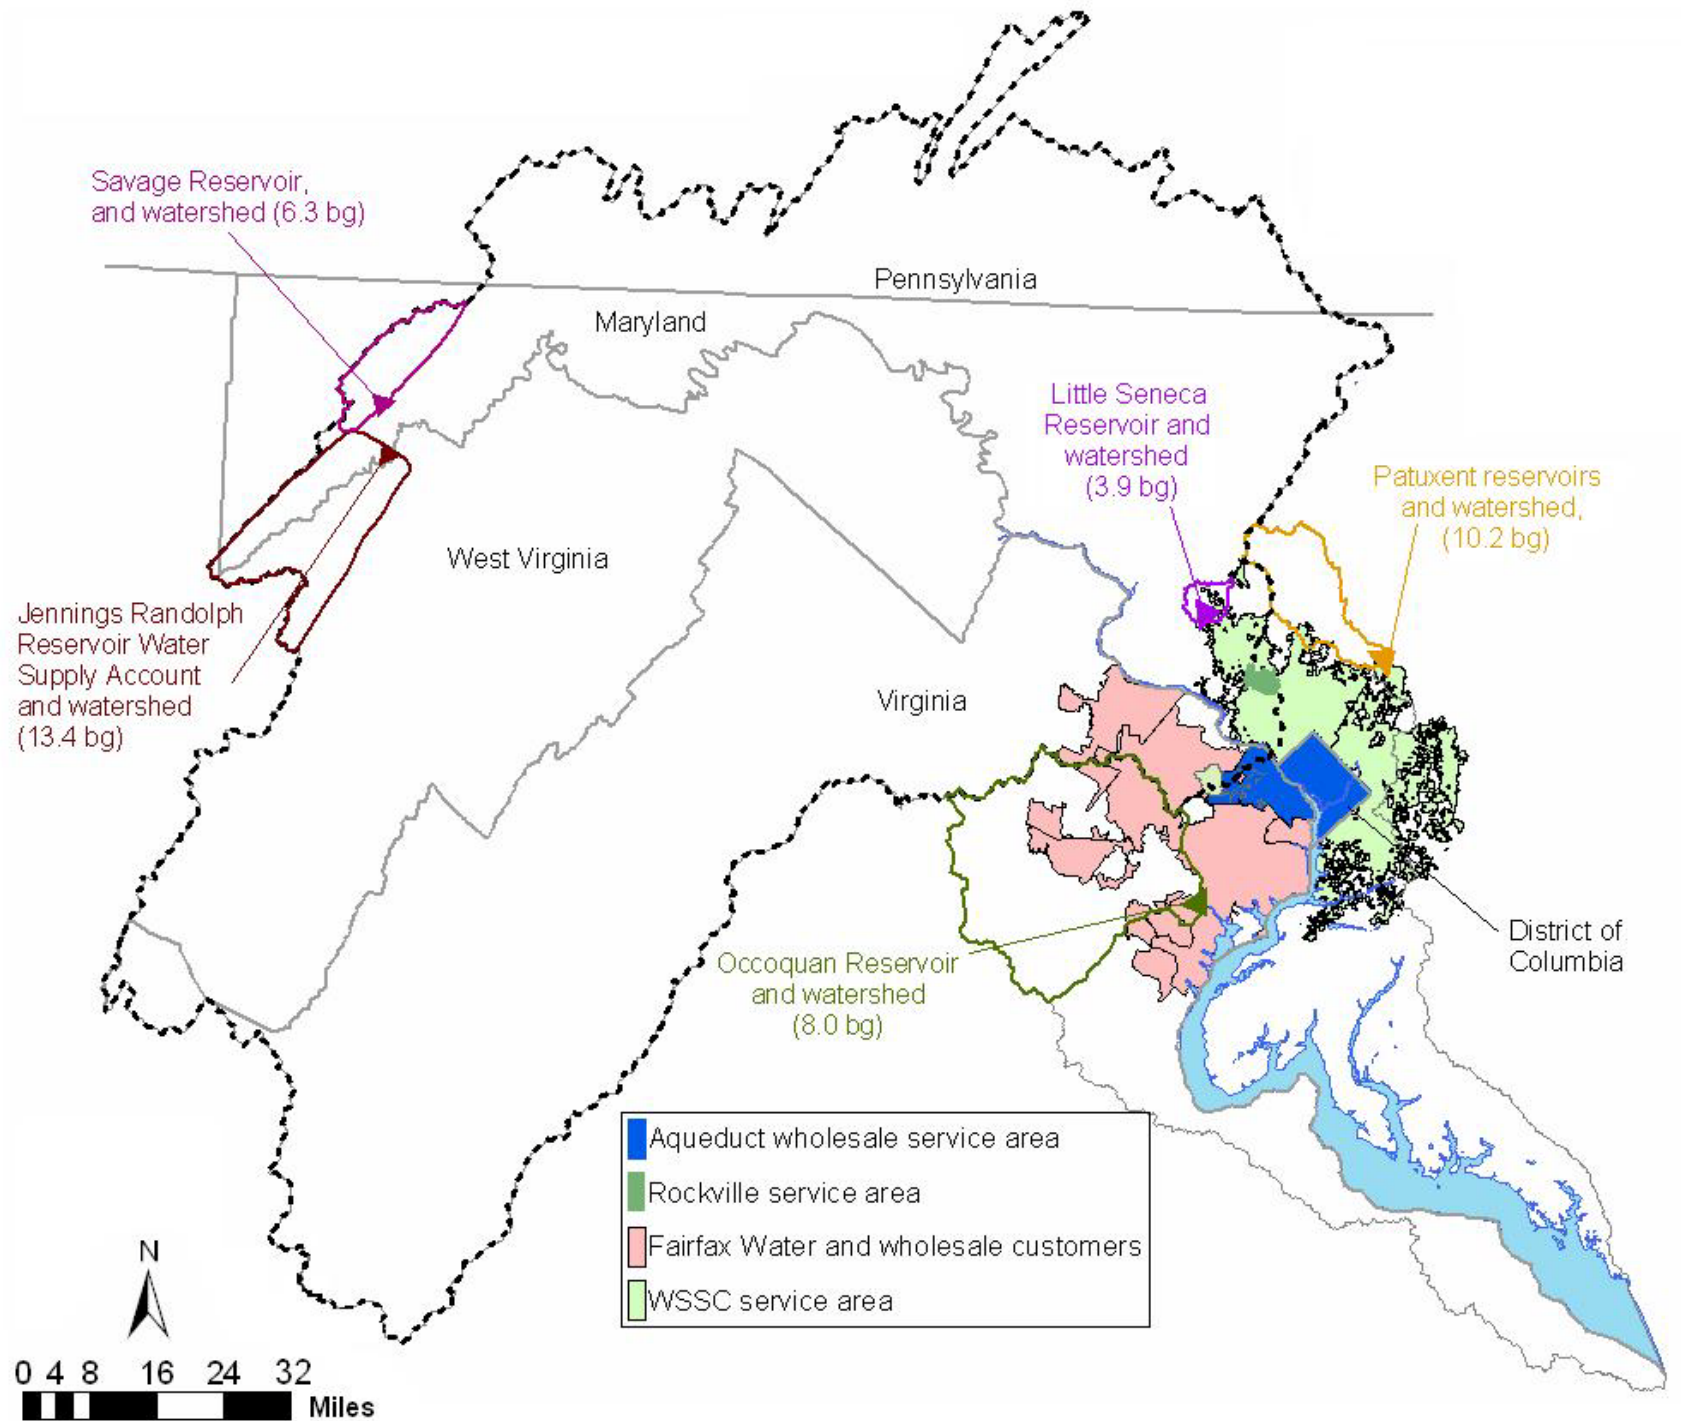 Savage Reservoir,
and watershed (6.3 bg)
Pennsylvania
Maryland
Little Seneca
Reservoir and
watershed
(3.9 bg)
Patuxent reservoirs
and watershed,
(10.2 bg)
West Virginia
Jennings Randolph
Reservoir Water
Supply Account
and watershed
(13.4 bg)
Virginia
District of
Columbia
Occoquan Reservoir
and watershed
(8.0 bg)
Aqueduct wholesale service area
Rockville service area
Fairfax Water and wholesale customers
WSSC service area
N
0 4 8 16 24 32
Miles